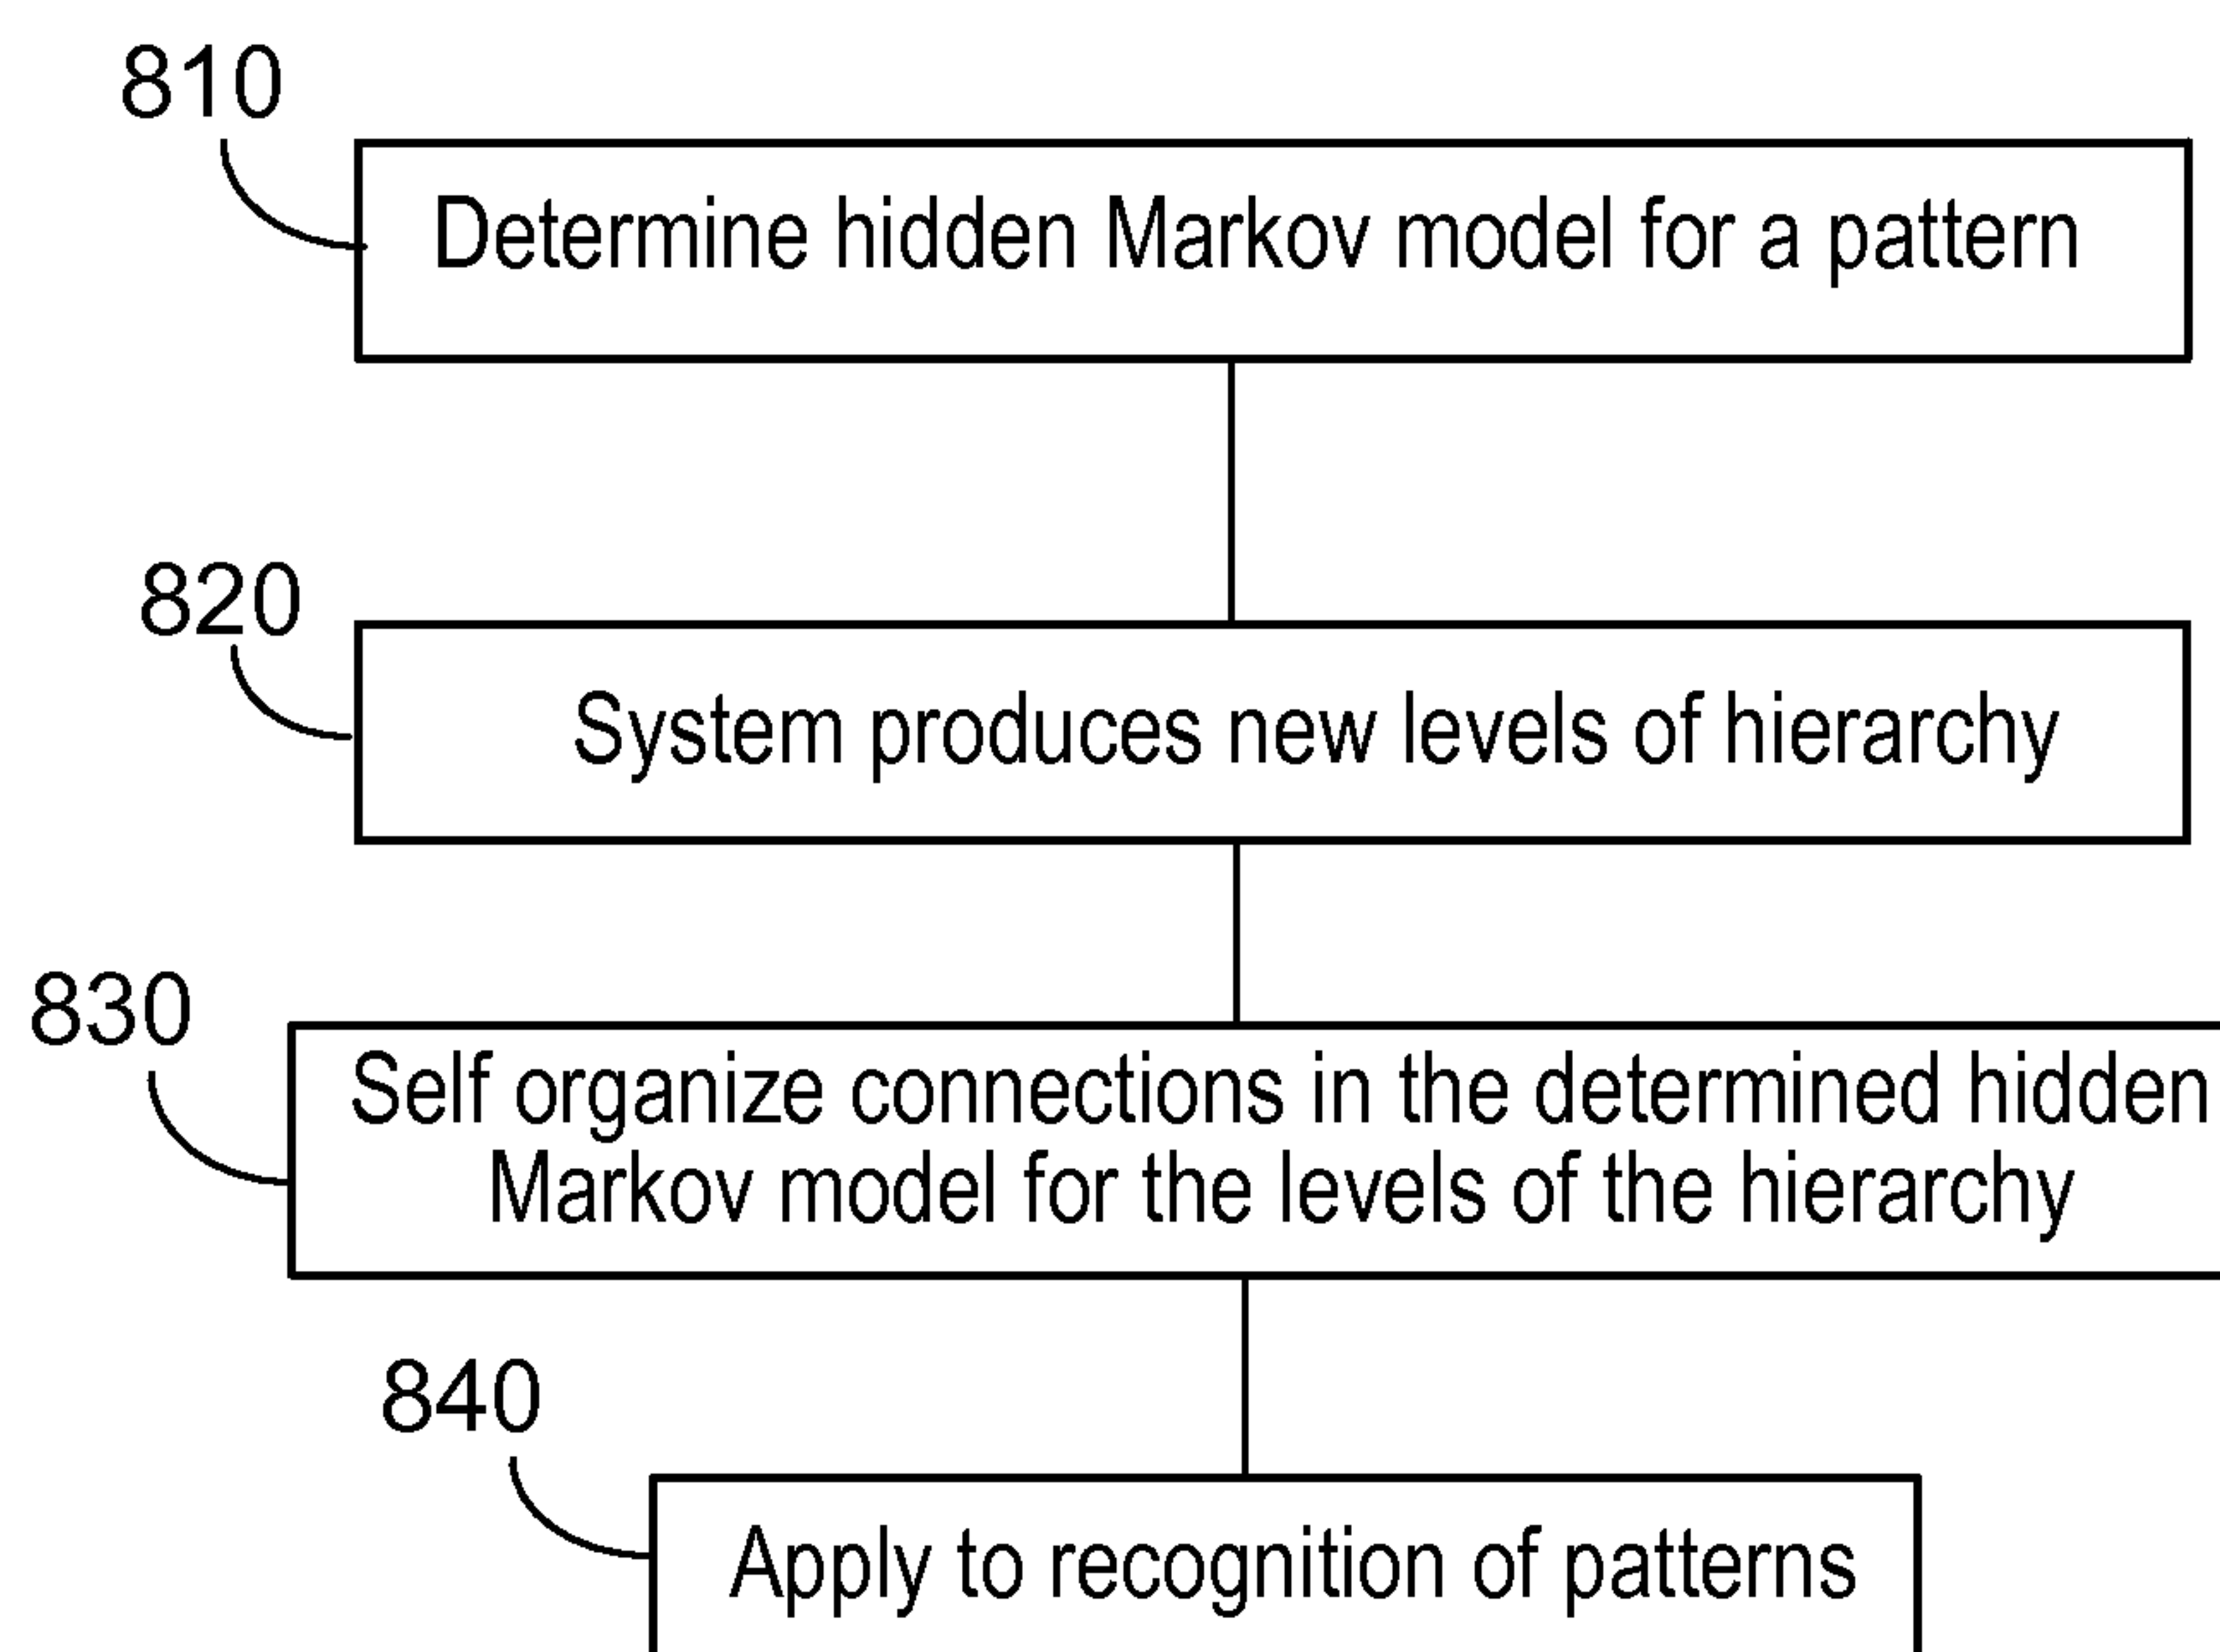 810
Determine hidden Markov model for a pattern
820
System produces new levels of hierarchy
830
Self organize connections in the determined hidden
Markov model for the levels of the hierarchy
840
Apply to recognition of patterns